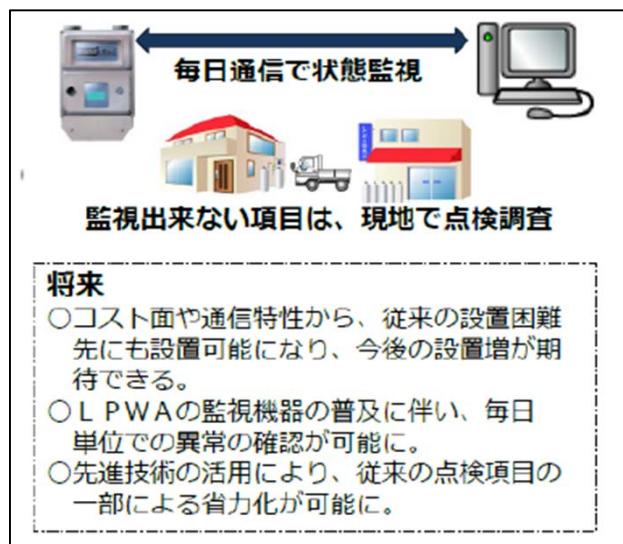 毎日通信で状態監視
監視出来ない項目は、現地で点検調査
将来
○コスト面や通信特性から、従来の設置困難
先にも設置可能になり、今後の設置増が期
待できる。
○LPWAの監視機器の普及に伴い、毎日
単位での異常の確認が可能に。
○先進技術の活用により、従来の点検項目の
一部による省力化が可能に。